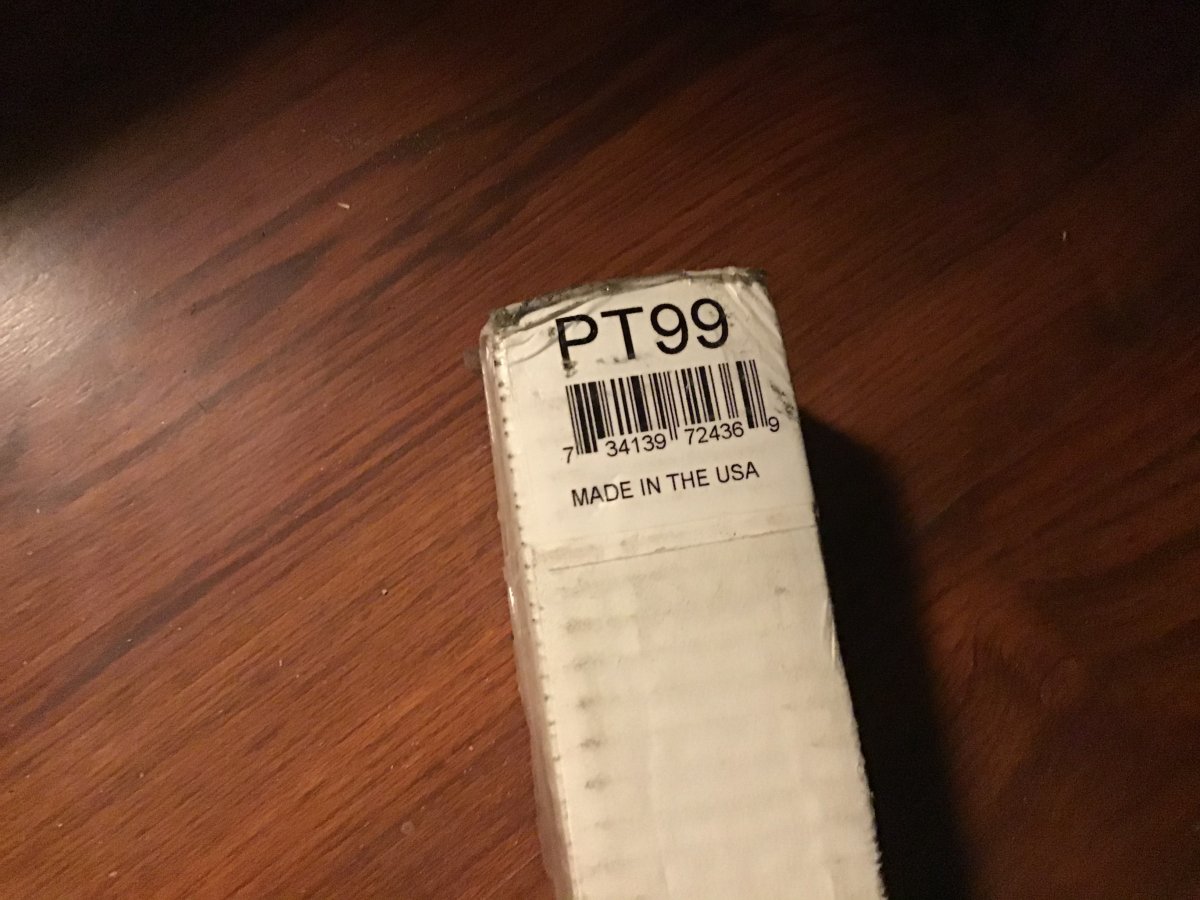 PT99
7 34139 72436 9
MADE IN THE USA